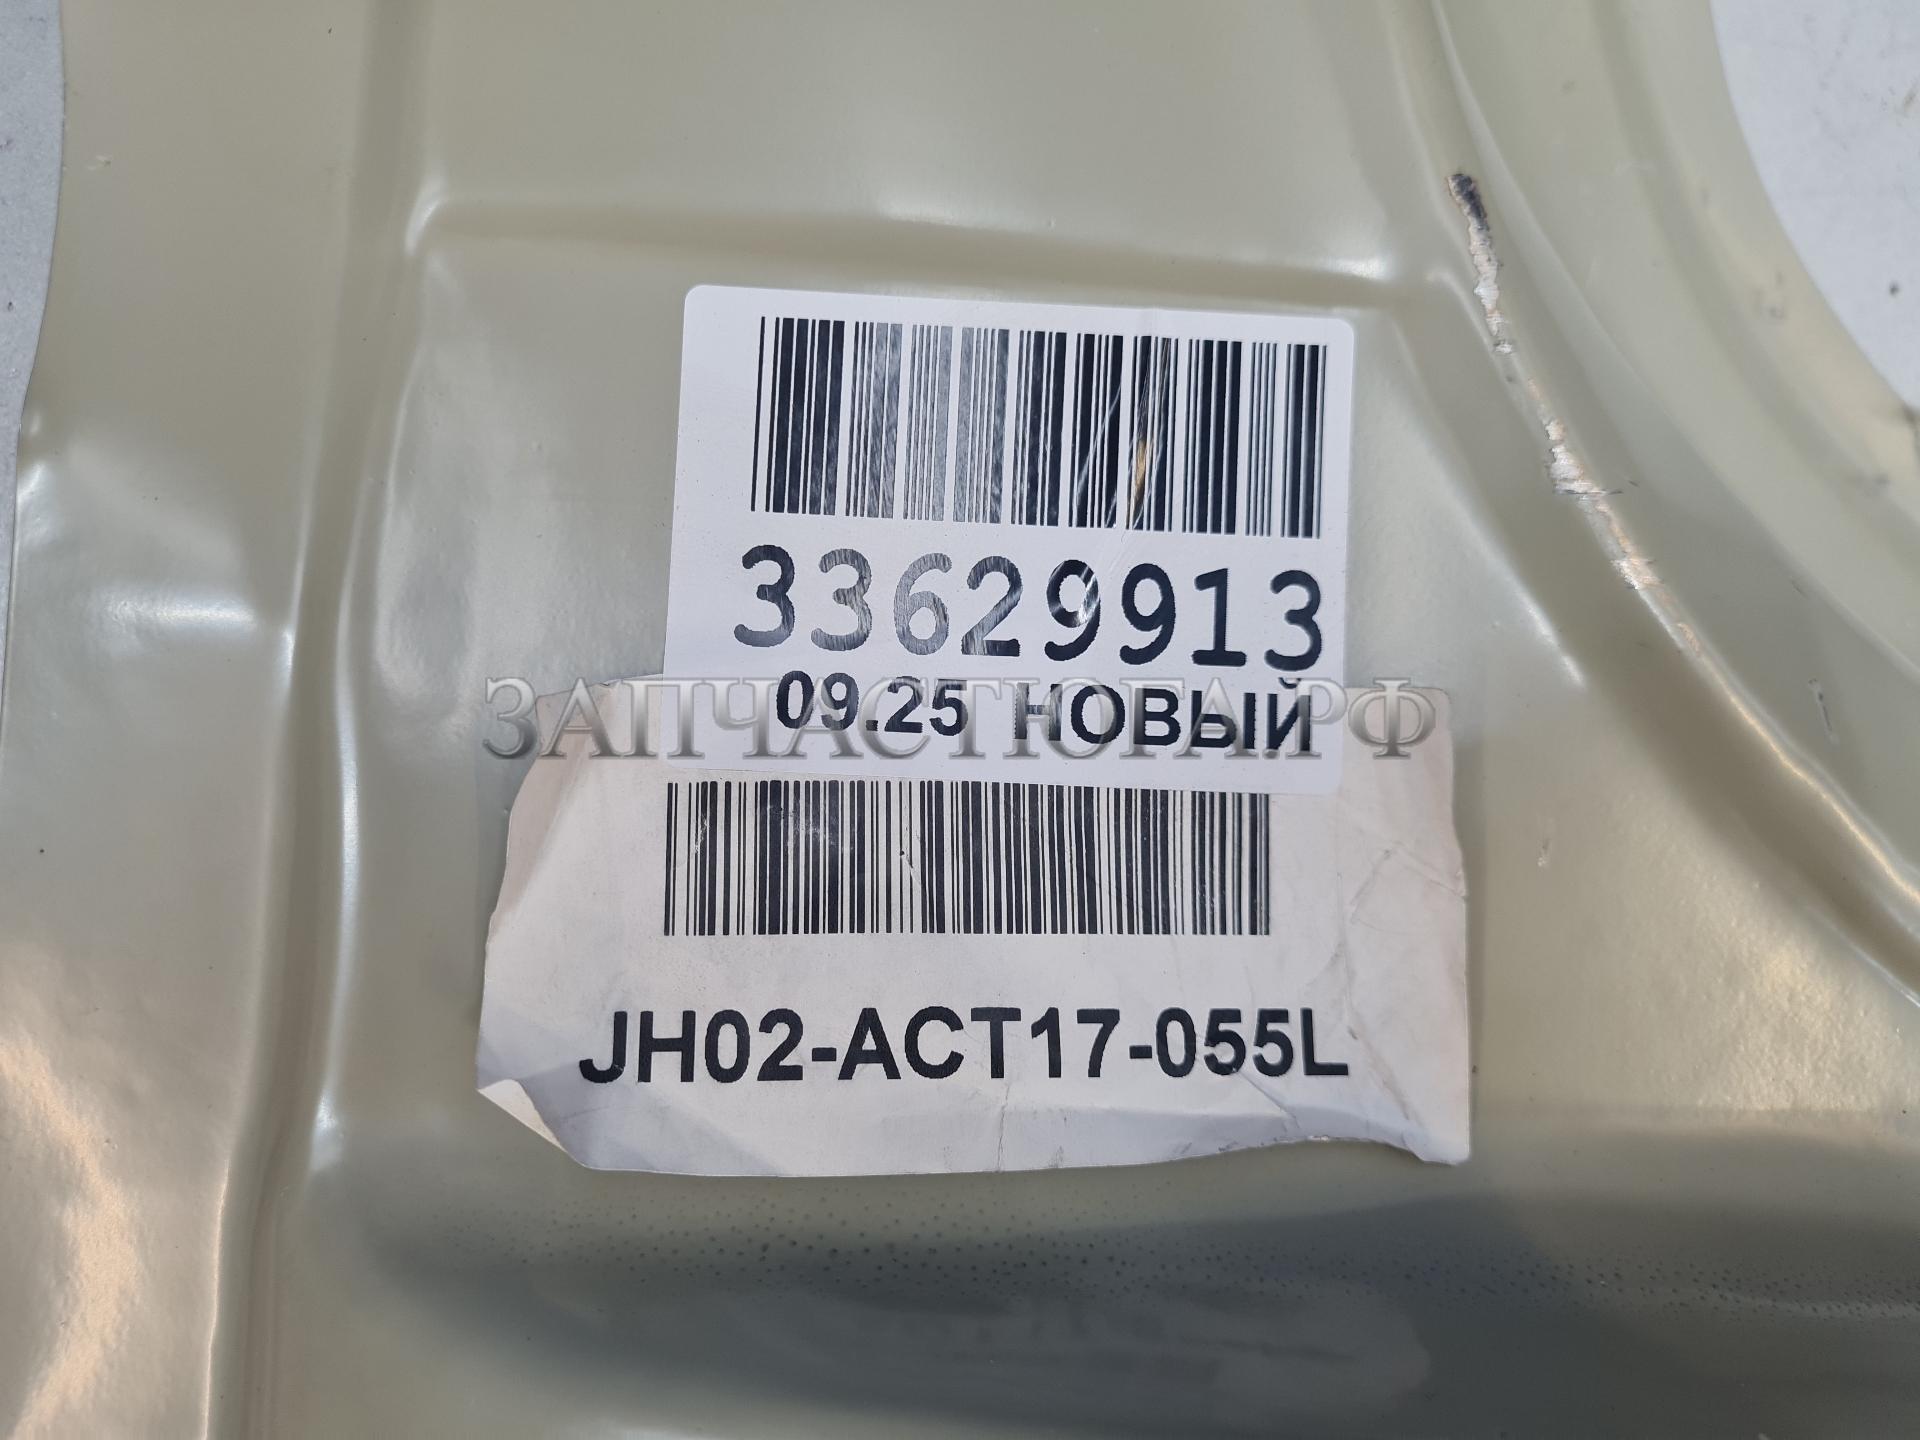 33629913
09.25 НОВЫЙ
ЗАПЧАСТЮГА.РФ
JH02-ACT17-055L